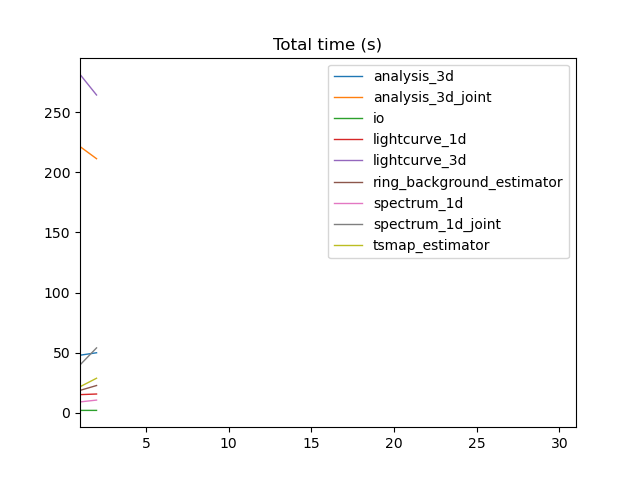 Total time (s)
analysis_3d
analysis_3d_joint
io
lightcurve_1d
lightcurve_3d
ring_background_estimator
spectrum_1d
spectrum_1d_joint
tsmap_estimator
250
200
150
100
50
0
5 10 15 20 25 30